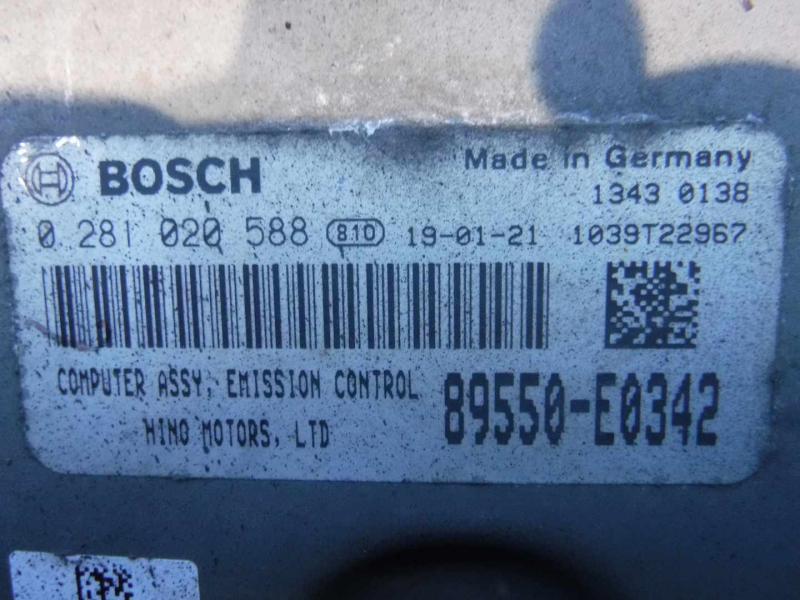 BOSCH
Made in Germany
1343 0138
0 281 020 588 810 19-01-21 1039T22967
COMPUTER ASSY, EMISSION CONTROL
HINO MOTORS, LTD
89550-E0342